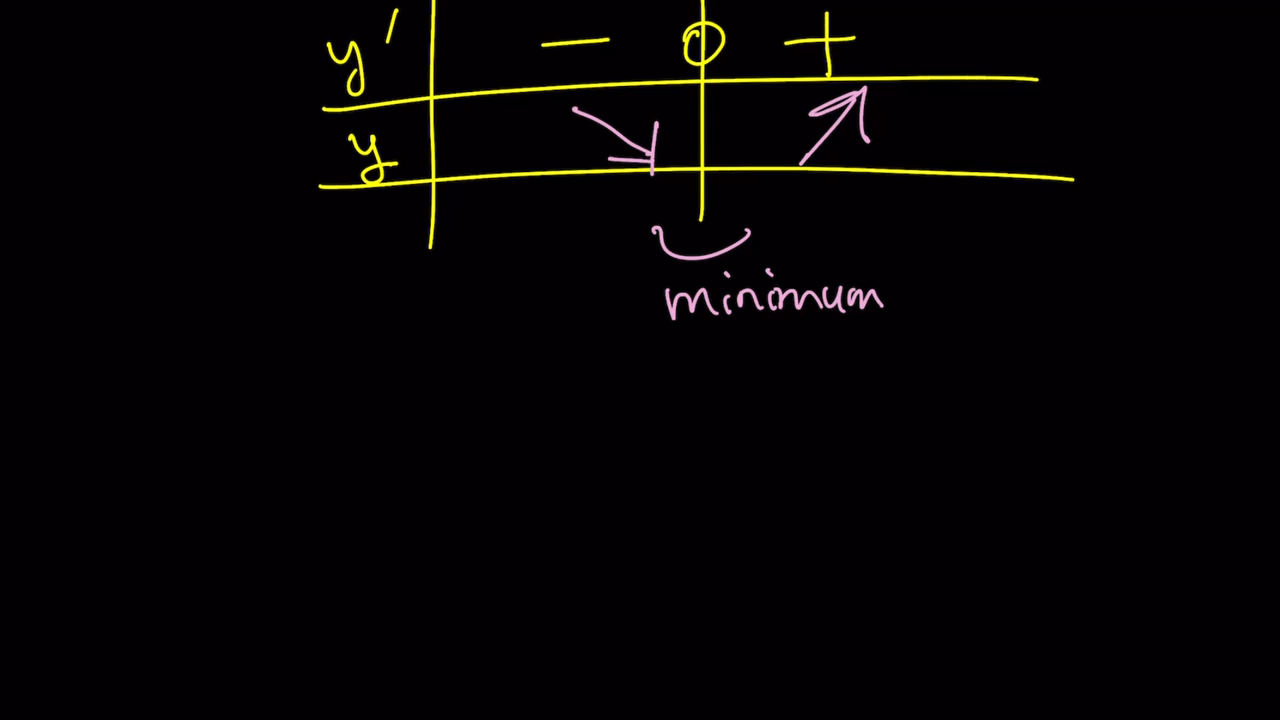 y' − 0 +
y ↘ ↗
minimum